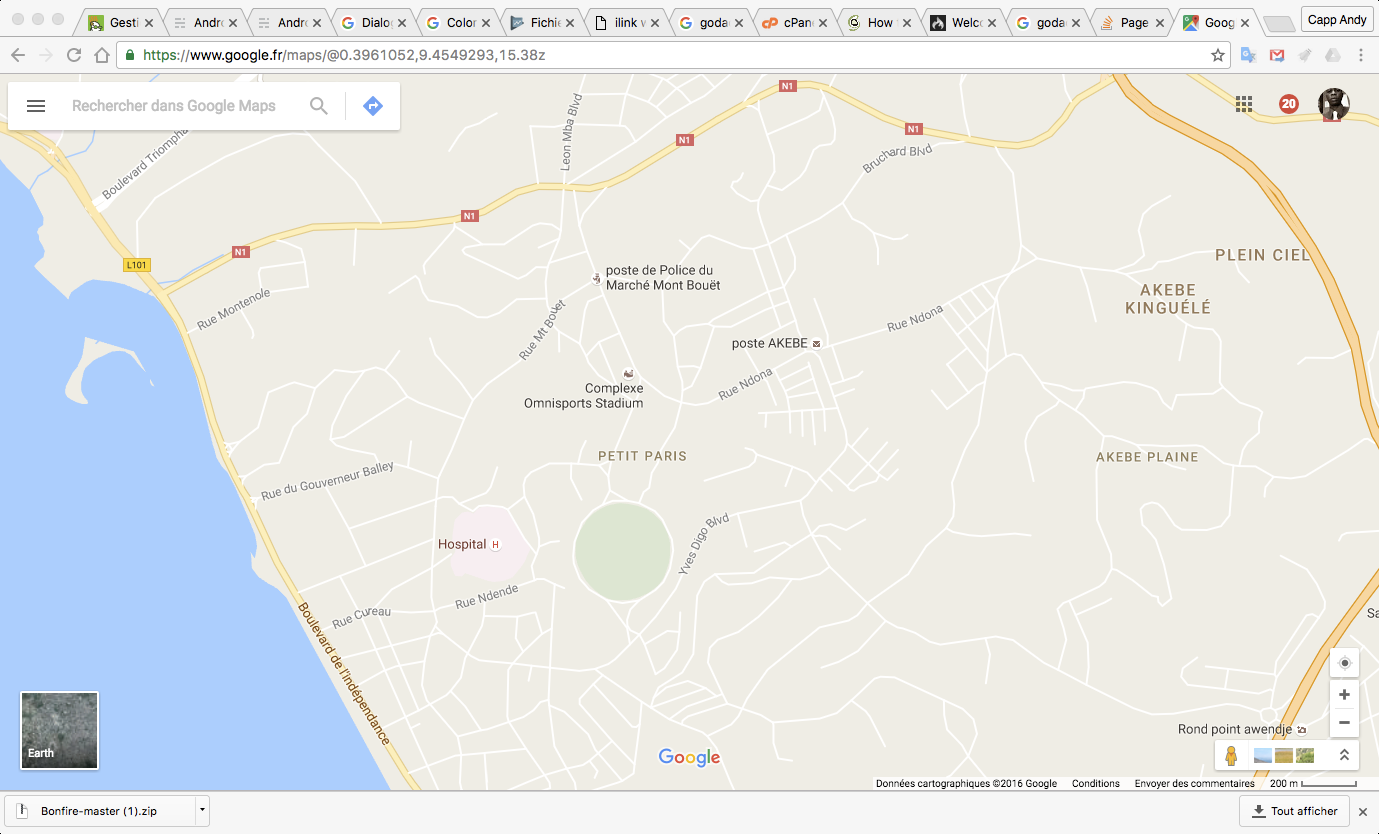 Gesti
Andro
Andro
Dialo
Color
Fichie
ilink w
goda
cPan
How
Welco
goda
Page
Goog
Capp Andy
https://www.google.fr/maps/@0.3961052,9.4549293,15.38z
Rechercher dans Google Maps
20
N1
Leon Mba Blvd
N1
N1
Bruchard Blvd
Boulevard Triompha
N1
N1
L101
PLEIN CIEL
poste de Police du
Marché Mont Bouët
AKEBE
KINGUÉLÉ
Rue Montenole
Rue Mt Bouet
Rue Ndona
poste AKEBE
Rue Ndona
Complexe
Omnisports Stadium
PETIT PARIS
AKEBE PLAINE
Rue du Gouverneur Balley
Yves Digo Blvd
Hospital H
Rue Ndende
Rue Cureau
Sa
Boulevard de l'indépendance
Earth
Rond point awendje
Google
Données cartographiques ©2016 Google
Conditions
Envoyer des commentaires
200 m
Bonfire-master (1).zip
Tout afficher